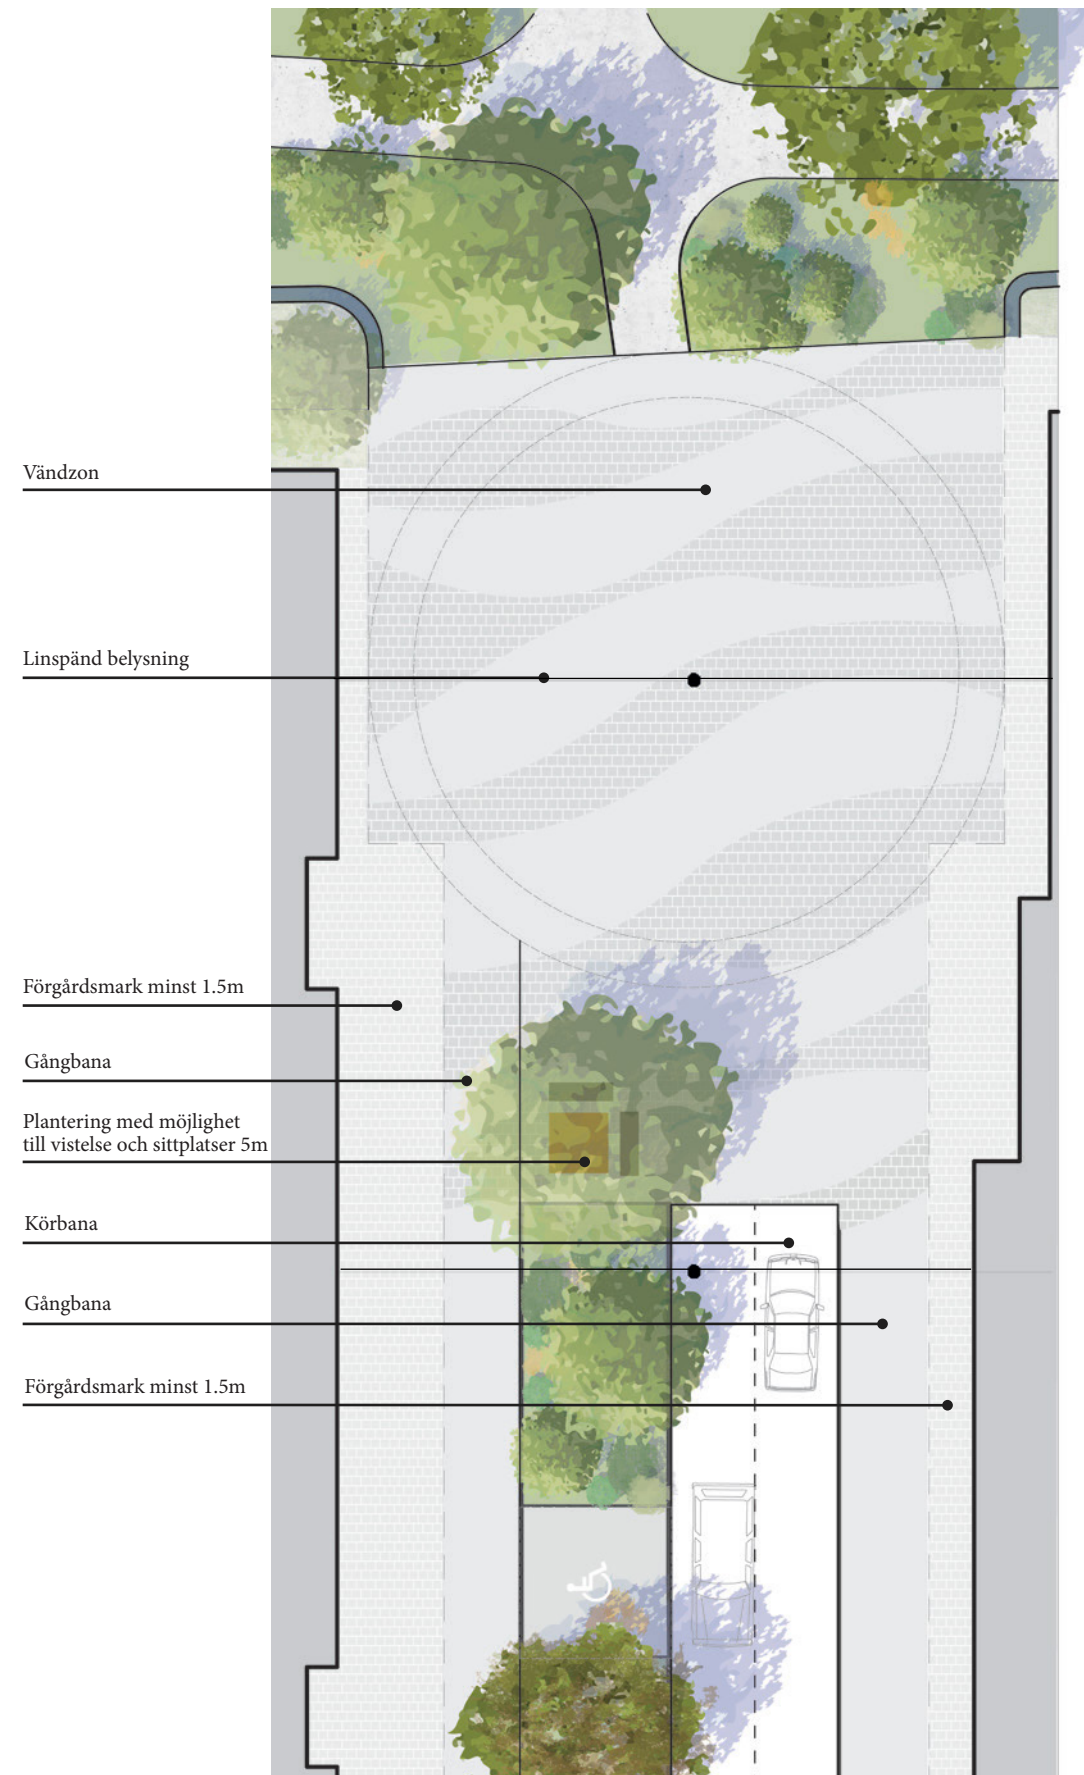 Vändzon
Linspänd belysning
Förgårdsmark minst 1.5m
Gångbana
Plantering med möjlighet
till vistelse och sittplatser 5m
Körbana
Gångbana
Förgårdsmark minst 1.5m